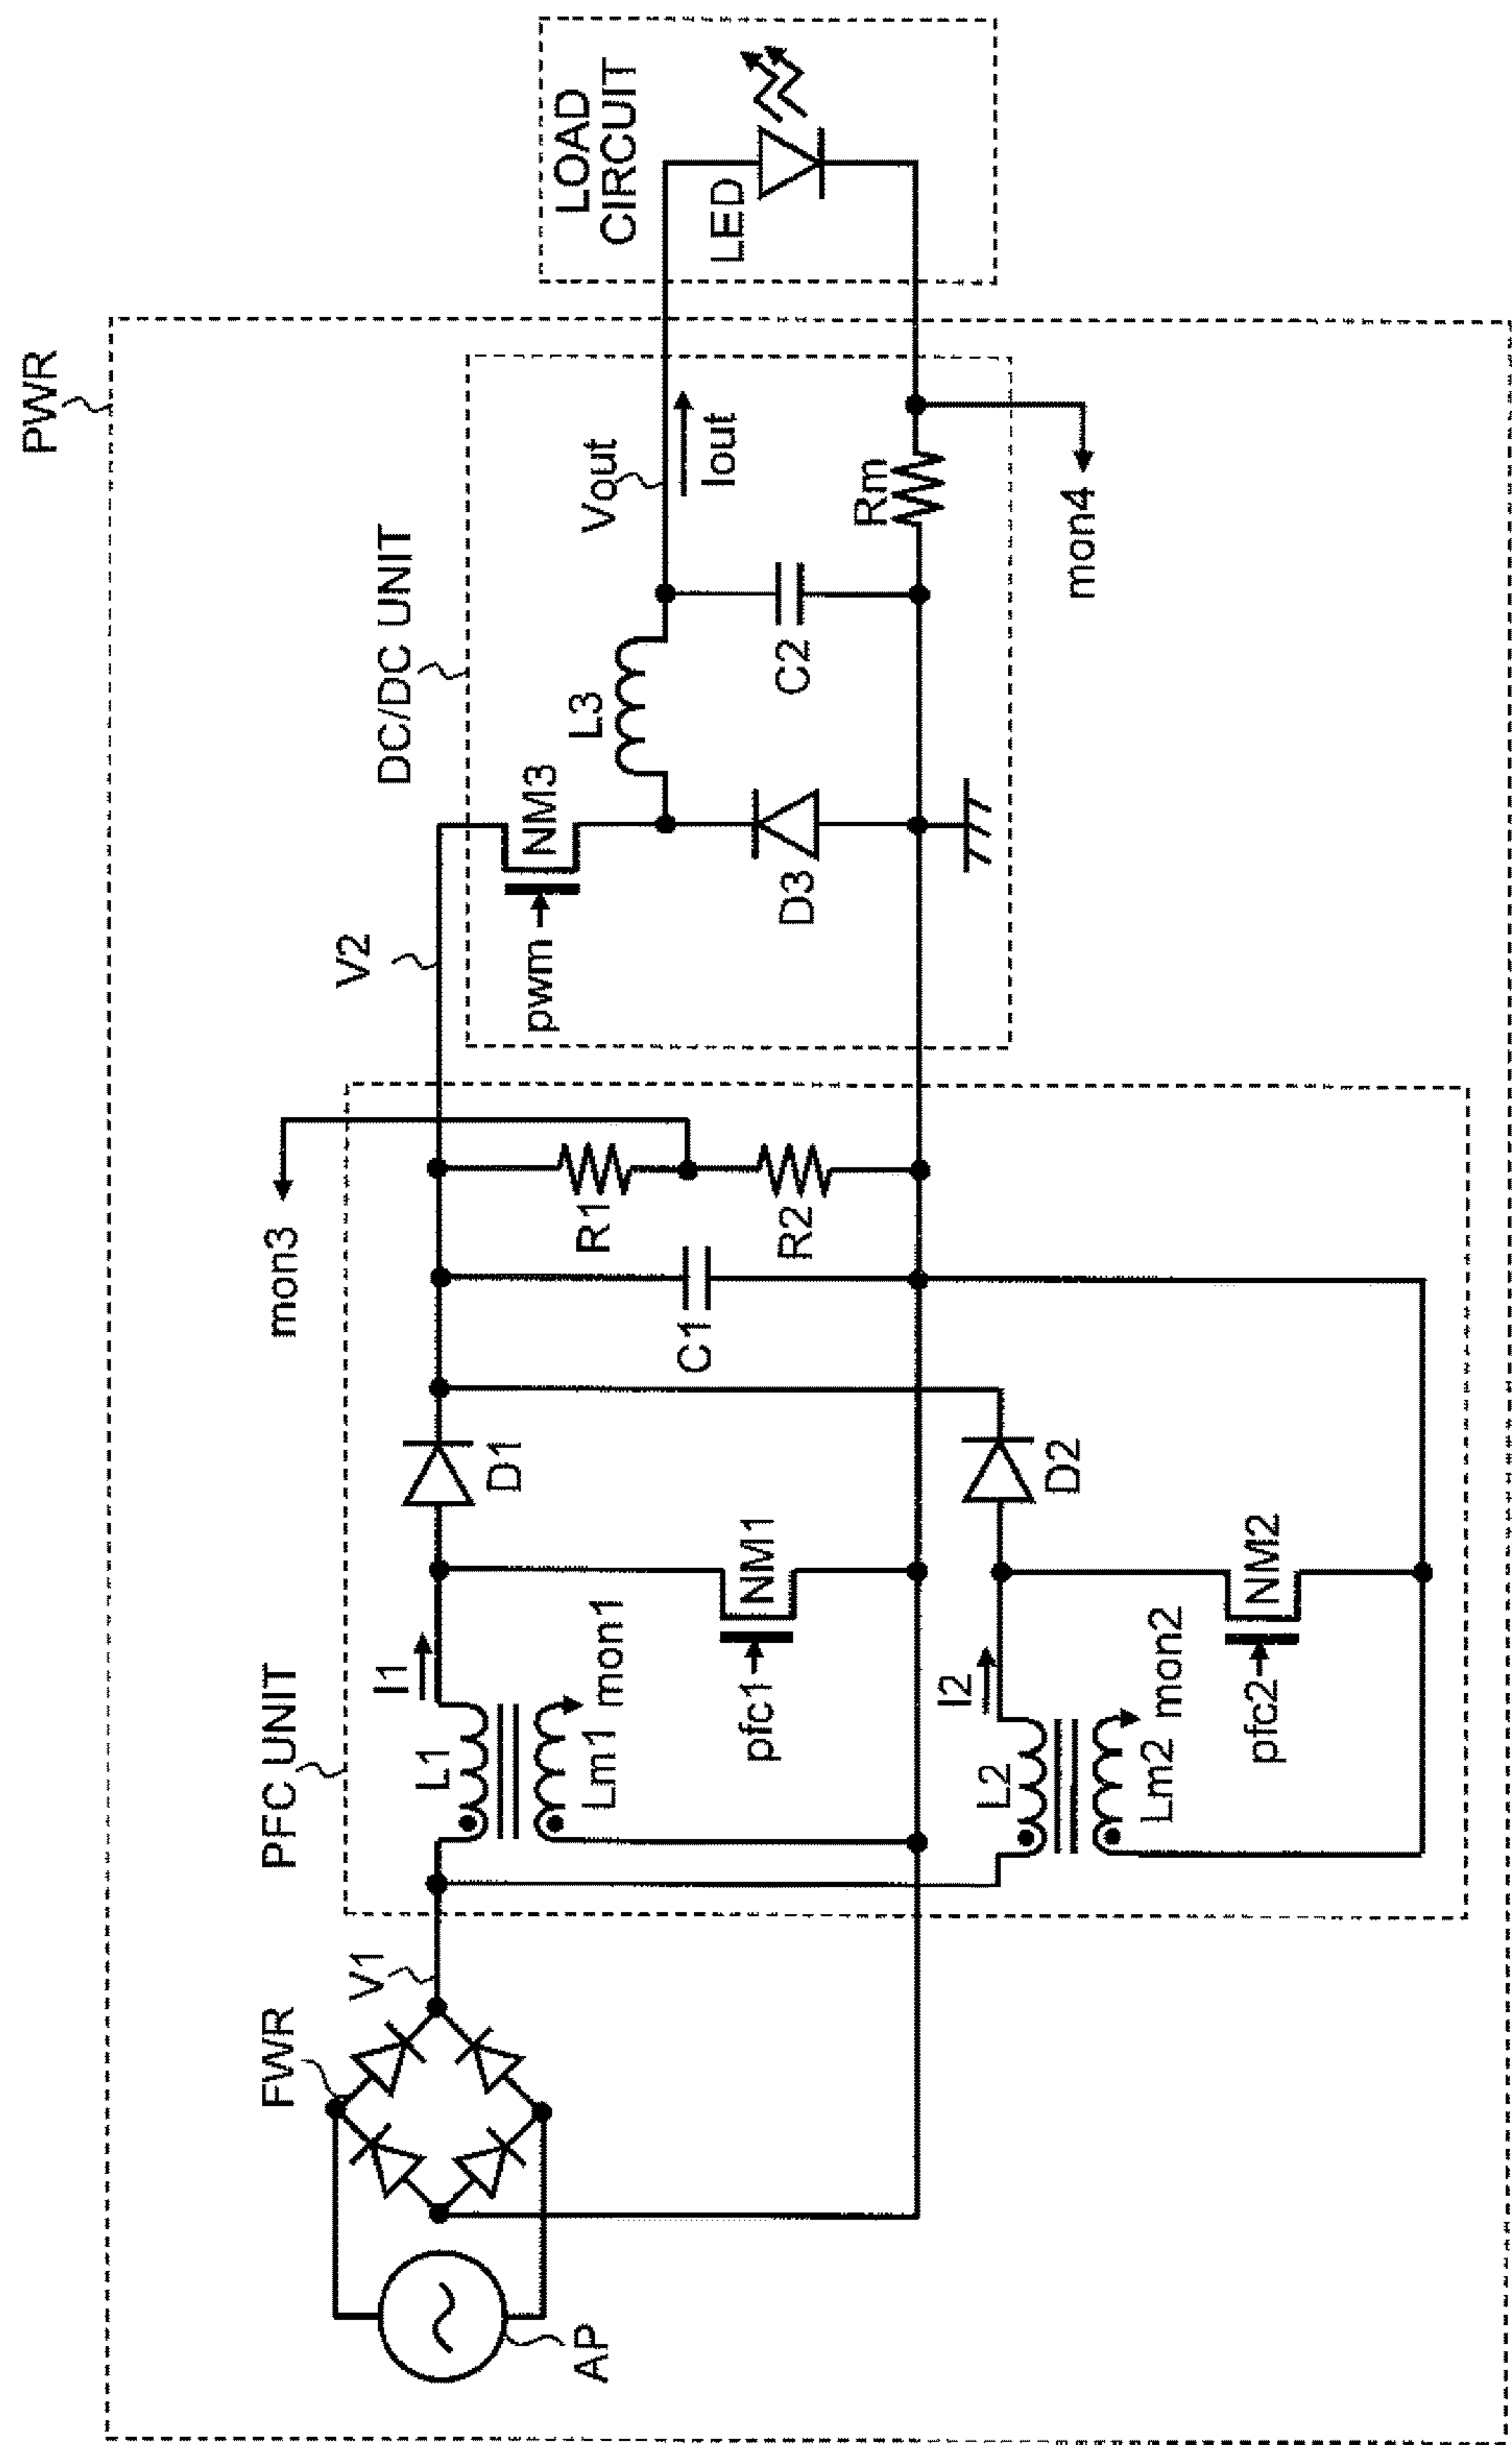 PWR
LOAD
CIRCUIT
LED
DC/DC UNIT
Vout
Iout
L3
C2
Rm
mon4
NM3
pwm
D3
V2
PFC UNIT
mon3
R1
R2
C1
D1
D2
NM1
pfc1
NM2
pfc2
I1
L1
Lm1
mon1
I2
L2
Lm2
mon2
V1
FWR
AP